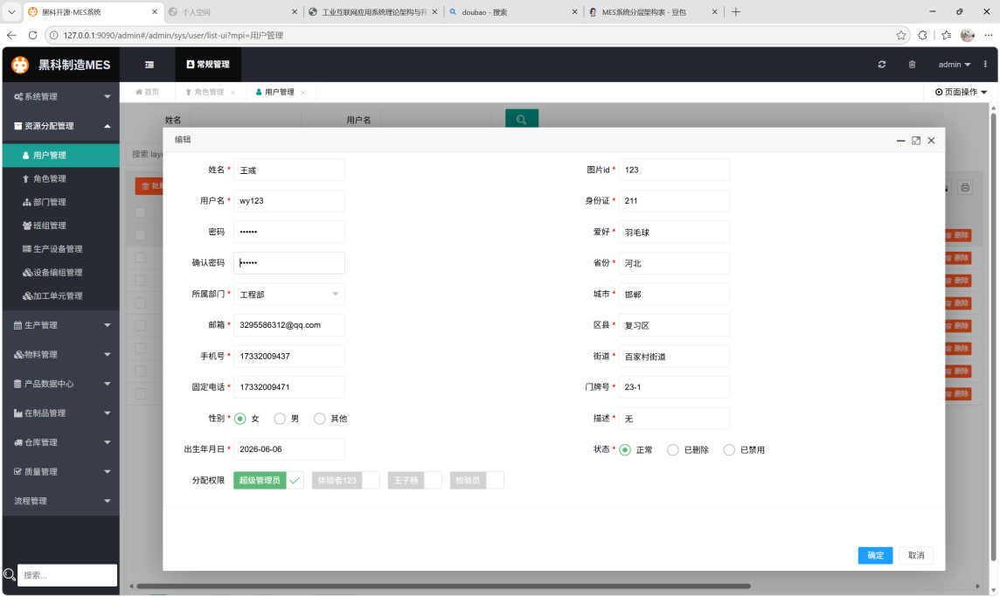 黑科开源-MES系统
个人空间
工业互联网应用系统理论架构与开
doubao - 搜索
MES系统分层架构表 - 豆包
127.0.0.1:9090/admin#/admin/sys/user/list-ui?mpi=用户管理
黑科制造MES
常规管理
admin
系统管理
首页
角色管理
用户管理
页面操作
资源分配管理
姓名
用户名
用户管理
角色管理
部门管理
班组管理
生产设备管理
设备编组管理
加工单元管理
生产管理
物料管理
产品数据中心
在制品管理
仓库管理
质量管理
流程管理
搜索...
搜索 lay
批
编辑
姓名 * 王彧
图片id * 123
用户名 * wy123
身份证 * 211
密码 ••••••
爱好 * 羽毛球
确认密码 ••••••
省份 * 河北
所属部门 * 工程部
城市 * 邯郸
邮箱 * 3295586312@qq.com
区县 * 复习区
手机号 * 17332009437
街道 * 百家村街道
固定电话 * 17332009471
门牌号 * 23-1
性别 * 女 男 其他
描述 * 无
出生年月日 * 2026-06-06
状态 * 正常 已删除 已禁用
分配权限 超级管理员 体验者123 王子杨 检验员
确定 取消
删除
删除
删除
删除
删除
删除
删除
删除